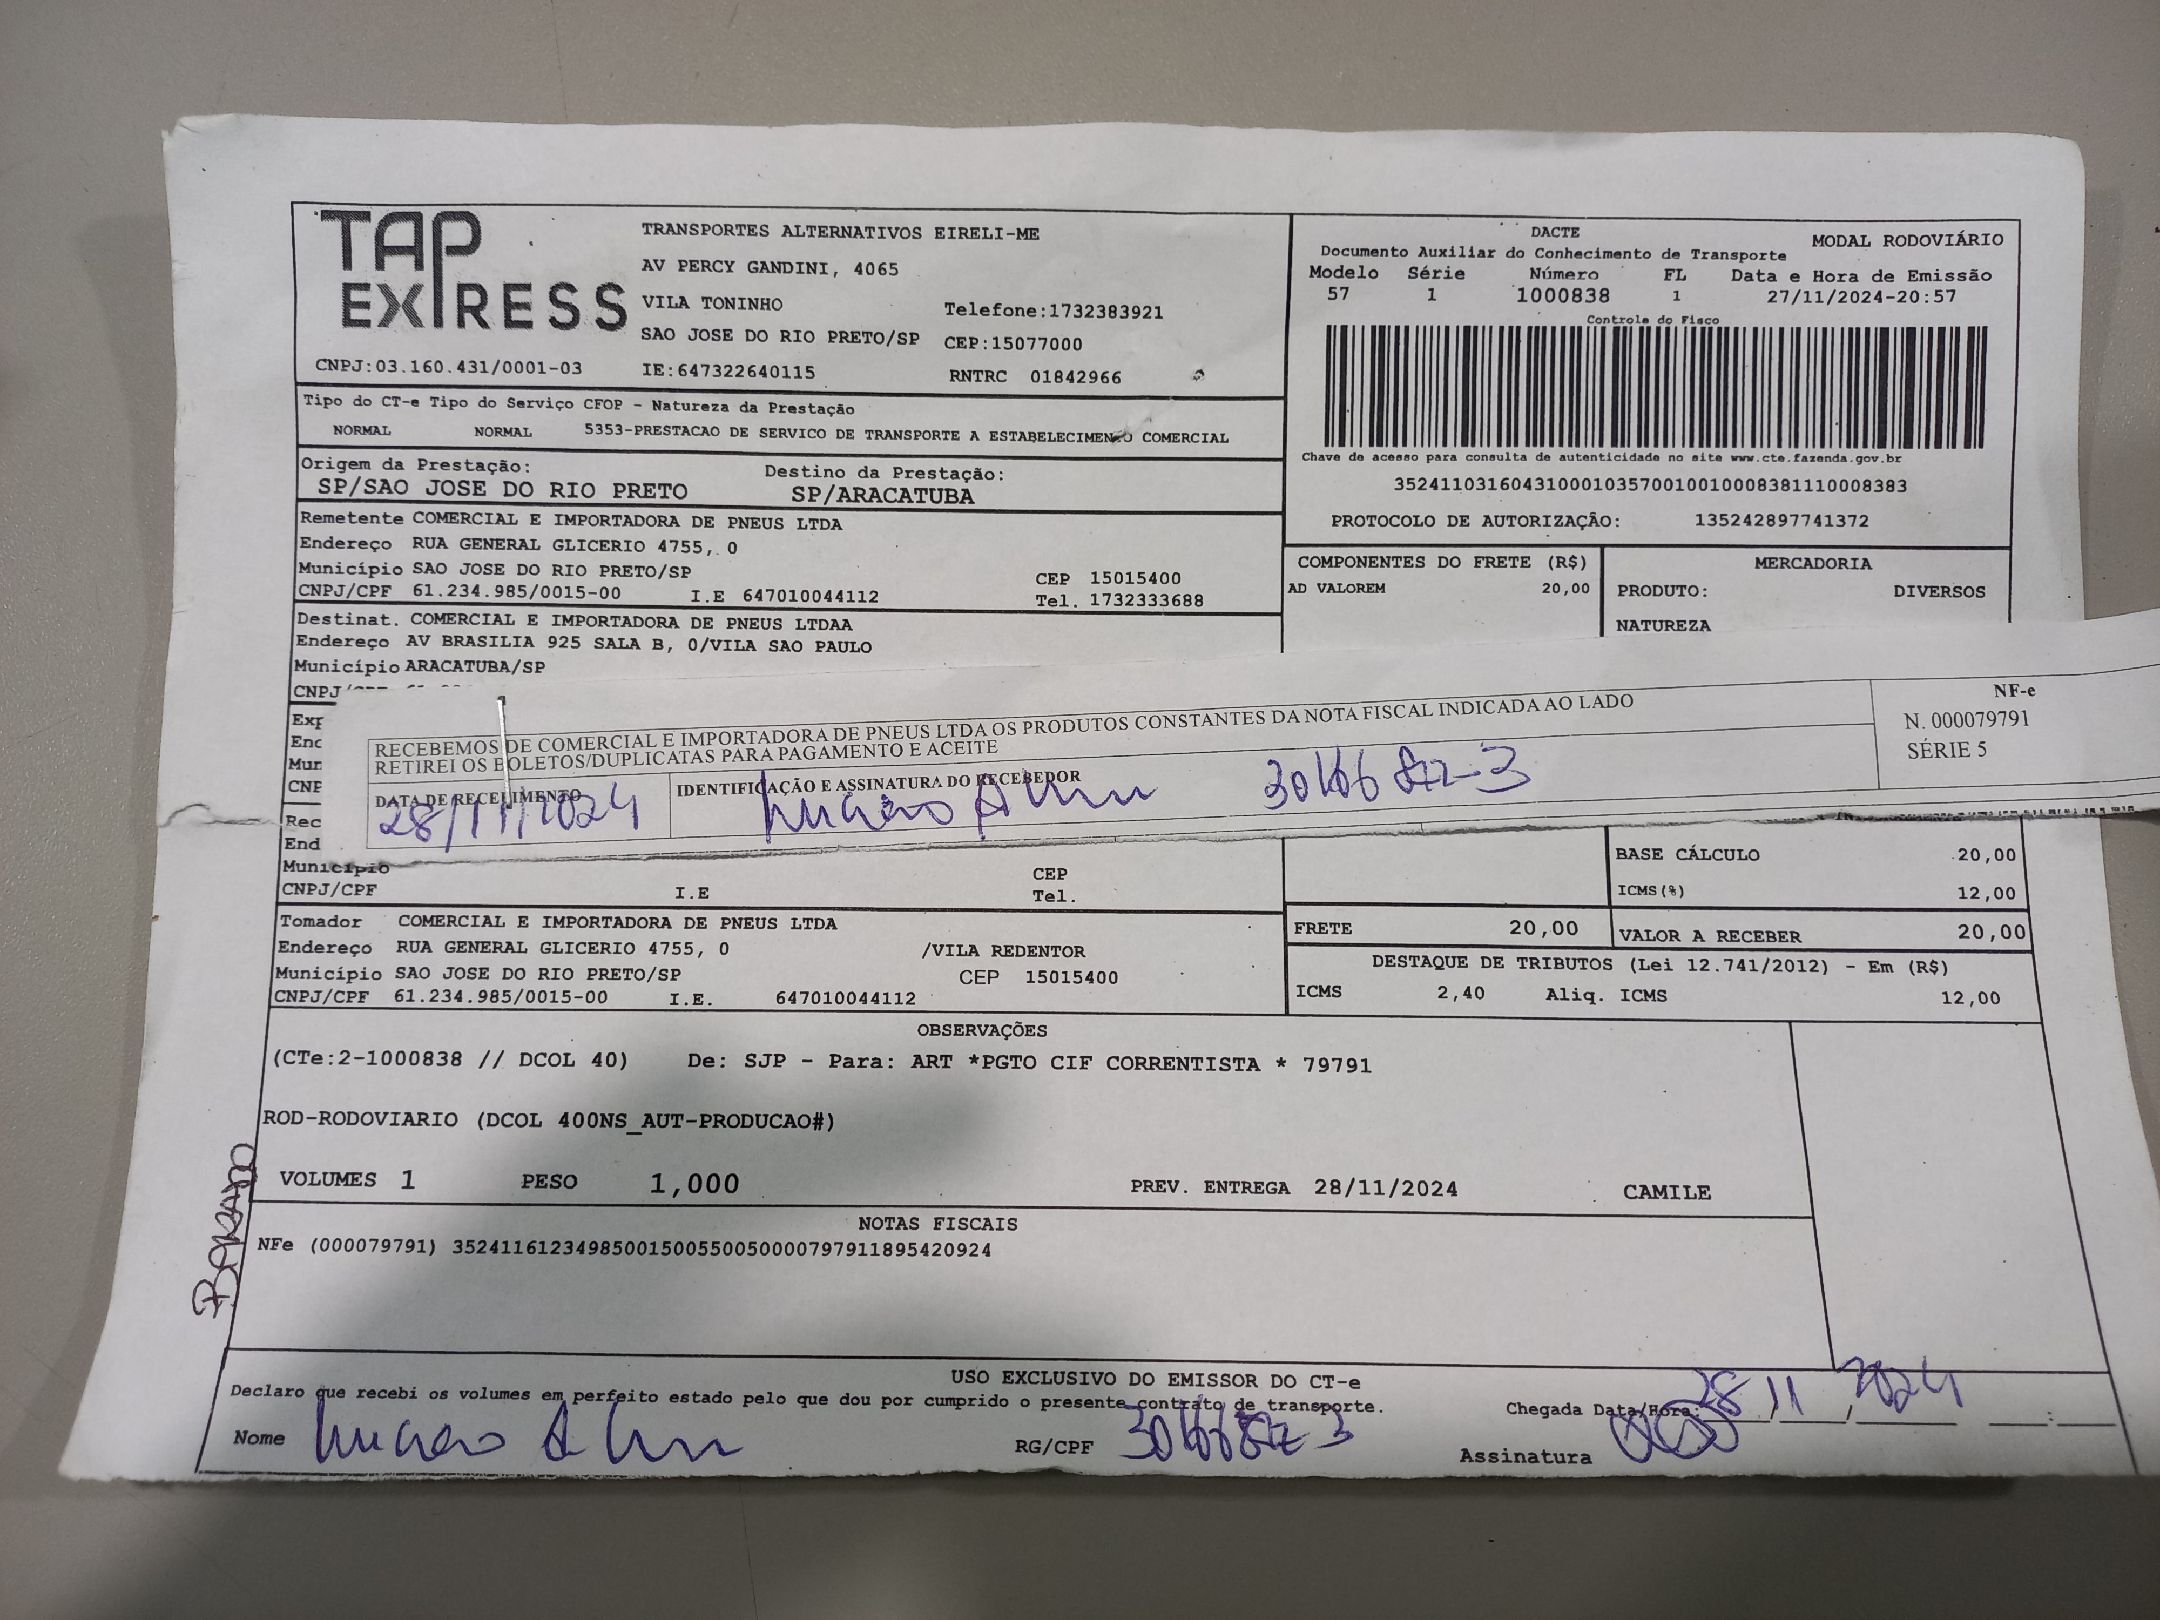 TAP EXPRESS
TRANSPORTES ALTERNATIVOS EIRELI-ME
AV PERCY GANDINI, 4065
VILA TONINHO
Telefone:1732383921
SAO JOSE DO RIO PRETO/SP CEP:15077000
CNPJ:03.160.431/0001-03 IE:647322640115 RNTRC 01842966
DACTE
MODAL RODOVIÁRIO
Documento Auxiliar do Conhecimento de Transporte
Modelo Série Número FL Data e Hora de Emissão
57 1 1000838 1 27/11/2024-20:57
Controle do Fisco
Chave de acesso para consulta de autenticidade no site www.cte.fazenda.gov.br
35241103160431000103570010010008381110008383
PROTOCOLO DE AUTORIZAÇÃO: 135242897741372
Tipo do CT-e Tipo do Serviço CFOP - Natureza da Prestação
NORMAL NORMAL 5353-PRESTACAO DE SERVICO DE TRANSPORTE A ESTABELECIMENTO COMERCIAL
Origem da Prestação: Destino da Prestação:
SP/SAO JOSE DO RIO PRETO SP/ARACATUBA
Remetente COMERCIAL E IMPORTADORA DE PNEUS LTDA
Endereço RUA GENERAL GLICERIO 4755, 0
Município SAO JOSE DO RIO PRETO/SP CEP 15015400
CNPJ/CPF 61.234.985/0015-00 I.E 647010044112 Tel. 1732333688
COMPONENTES DO FRETE (R$) MERCADORIA
AD VALOREM 20,00 PRODUTO: DIVERSOS
NATUREZA
Destinat. COMERCIAL E IMPORTADORA DE PNEUS LTDAA
Endereço AV BRASILIA 925 SALA B, 0/VILA SAO PAULO
Município ARACATUBA/SP
CNPJ
Exp
Enc
Mun
CNP
Rec
End
RECEBEMOS DE COMERCIAL E IMPORTADORA DE PNEUS LTDA OS PRODUTOS CONSTANTES DA NOTA FISCAL INDICADA AO LADO
RETIREI OS BOLETOS/DUPLICATAS PARA PAGAMENTO E ACEITE
DATA DE RECEBIMENTO IDENTIFICAÇÃO E ASSINATURA DO RECEBEDOR
28/11/2024
NF-e
N. 000079791
SÉRIE 5
Município CEP
CNPJ/CPF I.E Tel.
BASE CÁLCULO 20,00
ICMS(%) 12,00
FRETE 20,00 VALOR A RECEBER 20,00
Tomador COMERCIAL E IMPORTADORA DE PNEUS LTDA
Endereço RUA GENERAL GLICERIO 4755, 0 /VILA REDENTOR
Município SAO JOSE DO RIO PRETO/SP CEP 15015400
CNPJ/CPF 61.234.985/0015-00 I.E. 647010044112
DESTAQUE DE TRIBUTOS (Lei 12.741/2012) - Em (R$)
ICMS 2,40 Aliq. ICMS 12,00
OBSERVAÇÕES
(CTe:2-1000838 // DCOL 40) De: SJP - Para: ART *PGTO CIF CORRENTISTA * 79791
ROD-RODOVIARIO (DCOL 400NS_AUT-PRODUCAO#)
VOLUMES 1 PESO 1,000 PREV. ENTREGA 28/11/2024 CAMILE
NOTAS FISCAIS
NFe (000079791) 35241161234985001500550050000797911895420924
USO EXCLUSIVO DO EMISSOR DO CT-e
Declaro que recebi os volumes em perfeito estado pelo que dou por cumprido o presente contrato de transporte.
Chegada Data/Hora: 28/11/2024
Nome RG/CPF Assinatura